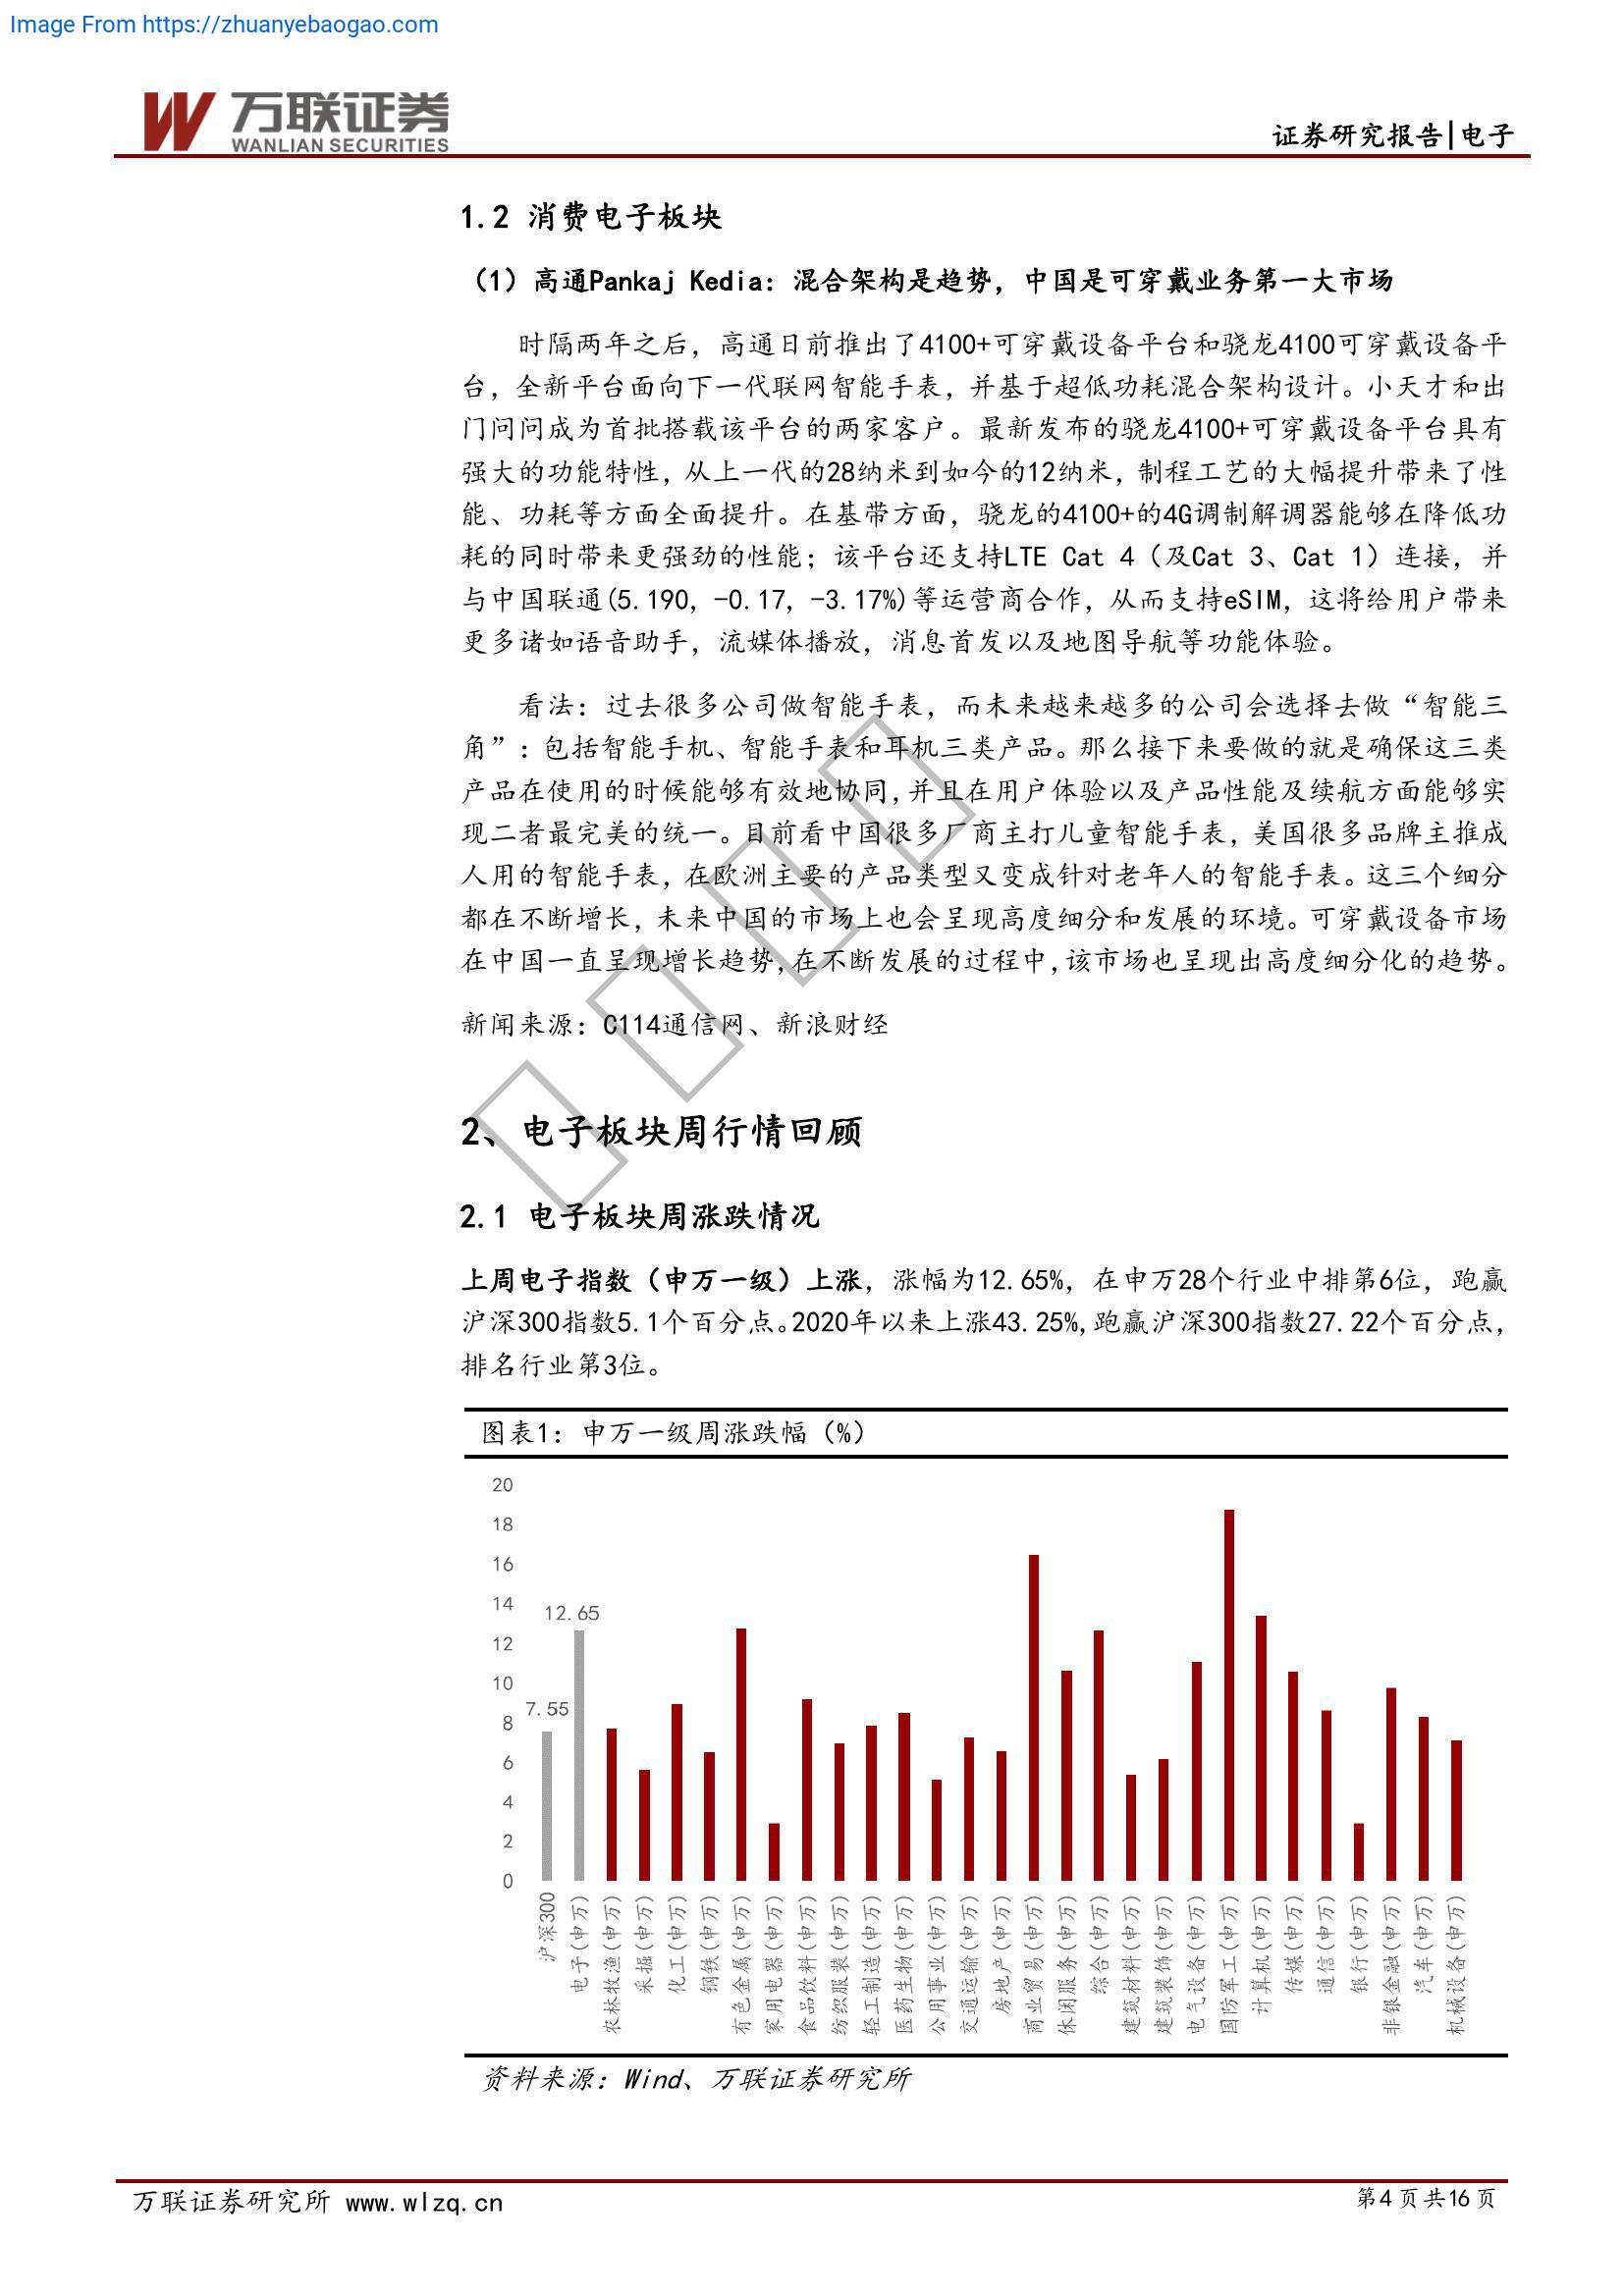 Image From https://zhuanyebaogao.com
万联证券
WANLIAN SECURITIES
证券研究报告|电子
1.2 消费电子板块
（1）高通Pankaj Kedia：混合架构是趋势，中国是可穿戴业务第一大市场
时隔两年之后，高通日前推出了4100+可穿戴设备平台和骁龙4100可穿戴设备平
台，全新平台面向下一代联网智能手表，并基于超低功耗混合架构设计。小天才和出
门问问成为首批搭载该平台的两家客户。最新发布的骁龙4100+可穿戴设备平台具有
强大的功能特性，从上一代的28纳米到如今的12纳米，制程工艺的大幅提升带来了性
能、功耗等方面全面提升。在基带方面，骁龙的4100+的4G调制解调器能够在降低功
耗的同时带来更强劲的性能；该平台还支持LTE Cat 4（及Cat 3、Cat 1）连接，并
与中国联通(5.190, -0.17, -3.17%)等运营商合作，从而支持eSIM，这将给用户带来
更多诸如语音助手，流媒体播放，消息首发以及地图导航等功能体验。
看法：过去很多公司做智能手表，而未来越来越多的公司会选择去做“智能三
角”：包括智能手机、智能手表和耳机三类产品。那么接下来要做的就是确保这三类
产品在使用的时候能够有效地协同，并且在用户体验以及产品性能及续航方面能够实
现二者最完美的统一。目前看中国很多厂商主打儿童智能手表，美国很多品牌主推成
人用的智能手表，在欧洲主要的产品类型又变成针对老年人的智能手表。这三个细分
都在不断增长，未来中国的市场上也会呈现高度细分和发展的环境。可穿戴设备市场
在中国一直呈现增长趋势，在不断发展的过程中，该市场也呈现出高度细分化的趋势。
新闻来源：C114通信网、新浪财经
2、电子板块周行情回顾
2.1 电子板块周涨跌情况
上周电子指数（申万一级）上涨，涨幅为12.65%，在申万28个行业中排第6位，跑赢
沪深300指数5.1个百分点。2020年以来上涨43.25%，跑赢沪深300指数27.22个百分点，
排名行业第3位。
图表1：申万一级周涨跌幅（%）
20
18
16
14
12
10
8
6
4
2
0
7.55
12.65
沪深300
电子(申万)
农林牧渔(申万)
采掘(申万)
化工(申万)
钢铁(申万)
有色金属(申万)
家用电器(申万)
食品饮料(申万)
纺织服装(申万)
轻工制造(申万)
医药生物(申万)
公用事业(申万)
交通运输(申万)
房地产(申万)
商业贸易(申万)
休闲服务(申万)
综合(申万)
建筑材料(申万)
建筑装饰(申万)
电气设备(申万)
国防军工(申万)
计算机(申万)
传媒(申万)
通信(申万)
银行(申万)
非银金融(申万)
汽车(申万)
机械设备(申万)
资料来源：Wind、万联证券研究所
万联证券研究所 www.wlzq.cn
第4页共16页